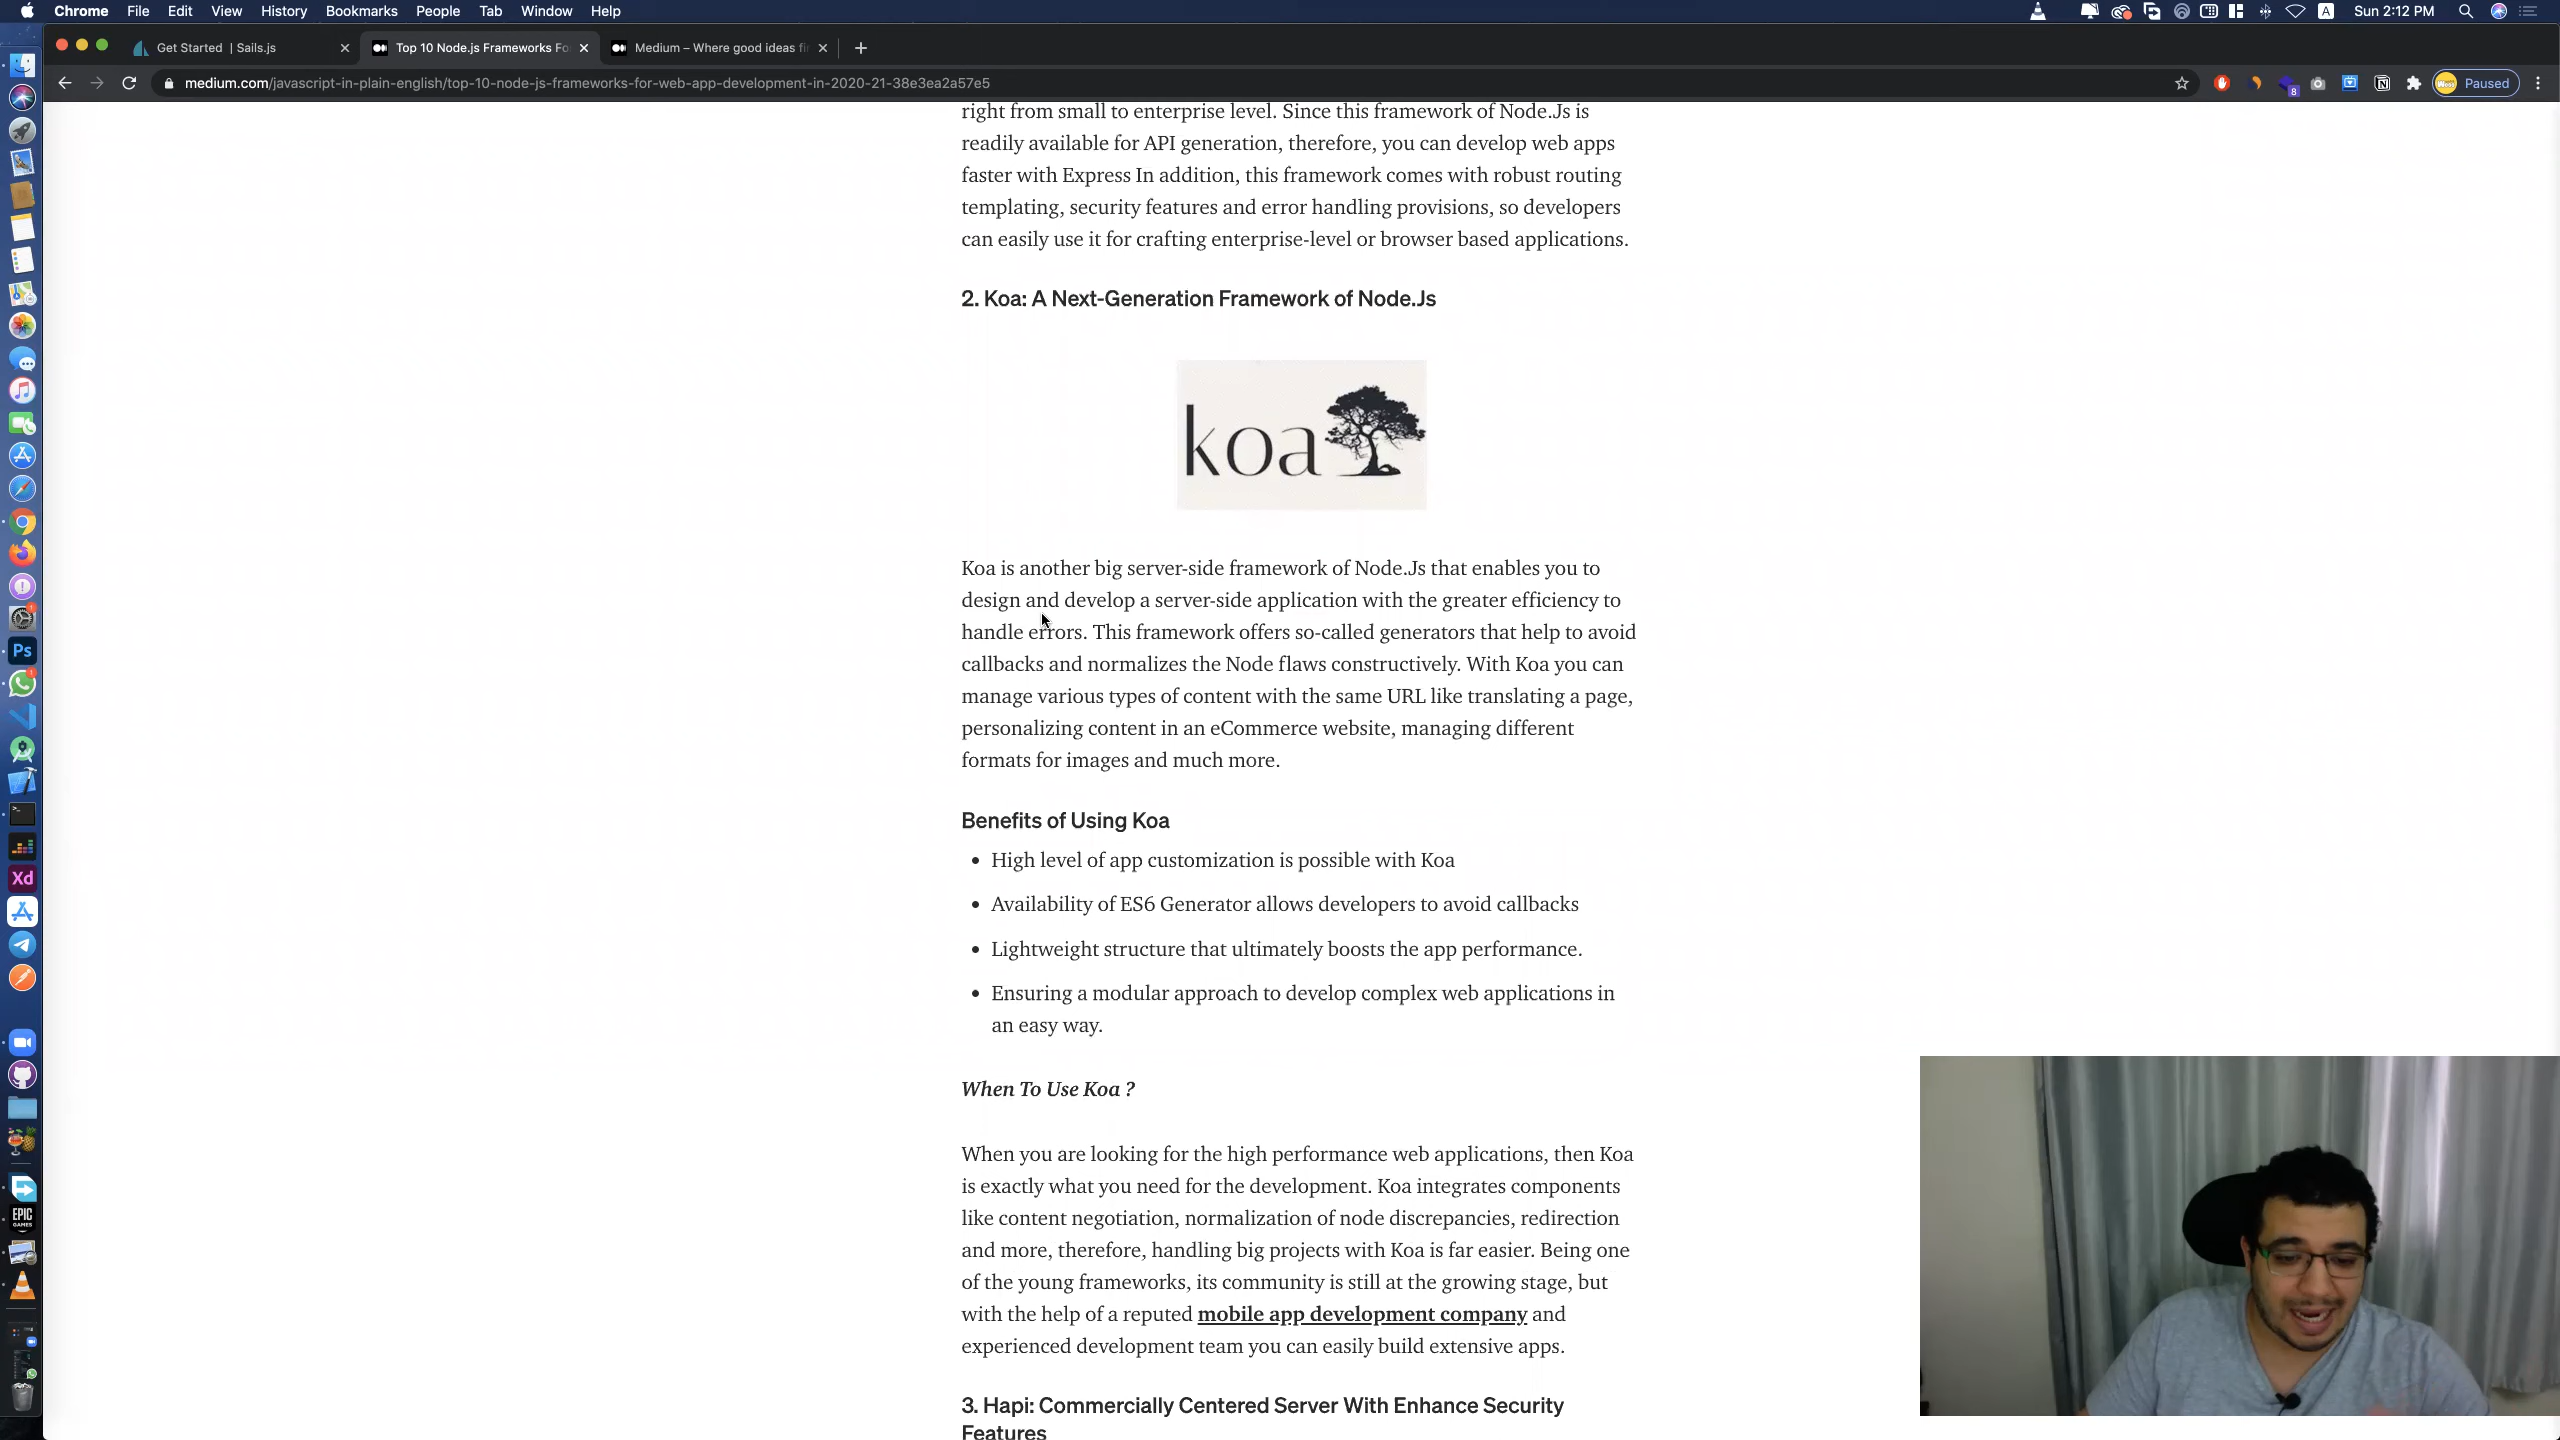 Chrome File Edit View History Bookmarks People Tab Window Help
A Sun 2:12 PM
Get Started | Sails.js
Top 10 Node.js Frameworks Fo
Medium – Where good ideas fi
medium.com/javascript-in-plain-english/top-10-node-js-frameworks-for-web-app-development-in-2020-21-38e3ea2a57e5
8
Paused
right from small to enterprise level. Since this framework of Node.Js is
readily available for API generation, therefore, you can develop web apps
faster with Express In addition, this framework comes with robust routing
templating, security features and error handling provisions, so developers
can easily use it for crafting enterprise-level or browser based applications.
2. Koa: A Next-Generation Framework of Node.Js
koa
Koa is another big server-side framework of Node.Js that enables you to
design and develop a server-side application with the greater efficiency to
handle errors. This framework offers so-called generators that help to avoid
callbacks and normalizes the Node flaws constructively. With Koa you can
manage various types of content with the same URL like translating a page,
personalizing content in an eCommerce website, managing different
formats for images and much more.
Benefits of Using Koa
• High level of app customization is possible with Koa
• Availability of ES6 Generator allows developers to avoid callbacks
• Lightweight structure that ultimately boosts the app performance.
• Ensuring a modular approach to develop complex web applications in
an easy way.
When To Use Koa ?
When you are looking for the high performance web applications, then Koa
is exactly what you need for the development. Koa integrates components
like content negotiation, normalization of node discrepancies, redirection
and more, therefore, handling big projects with Koa is far easier. Being one
of the young frameworks, its community is still at the growing stage, but
with the help of a reputed mobile app development company and
experienced development team you can easily build extensive apps.
3. Hapi: Commercially Centered Server With Enhance Security
Features
Ps
Xd
EPIC
GAMES